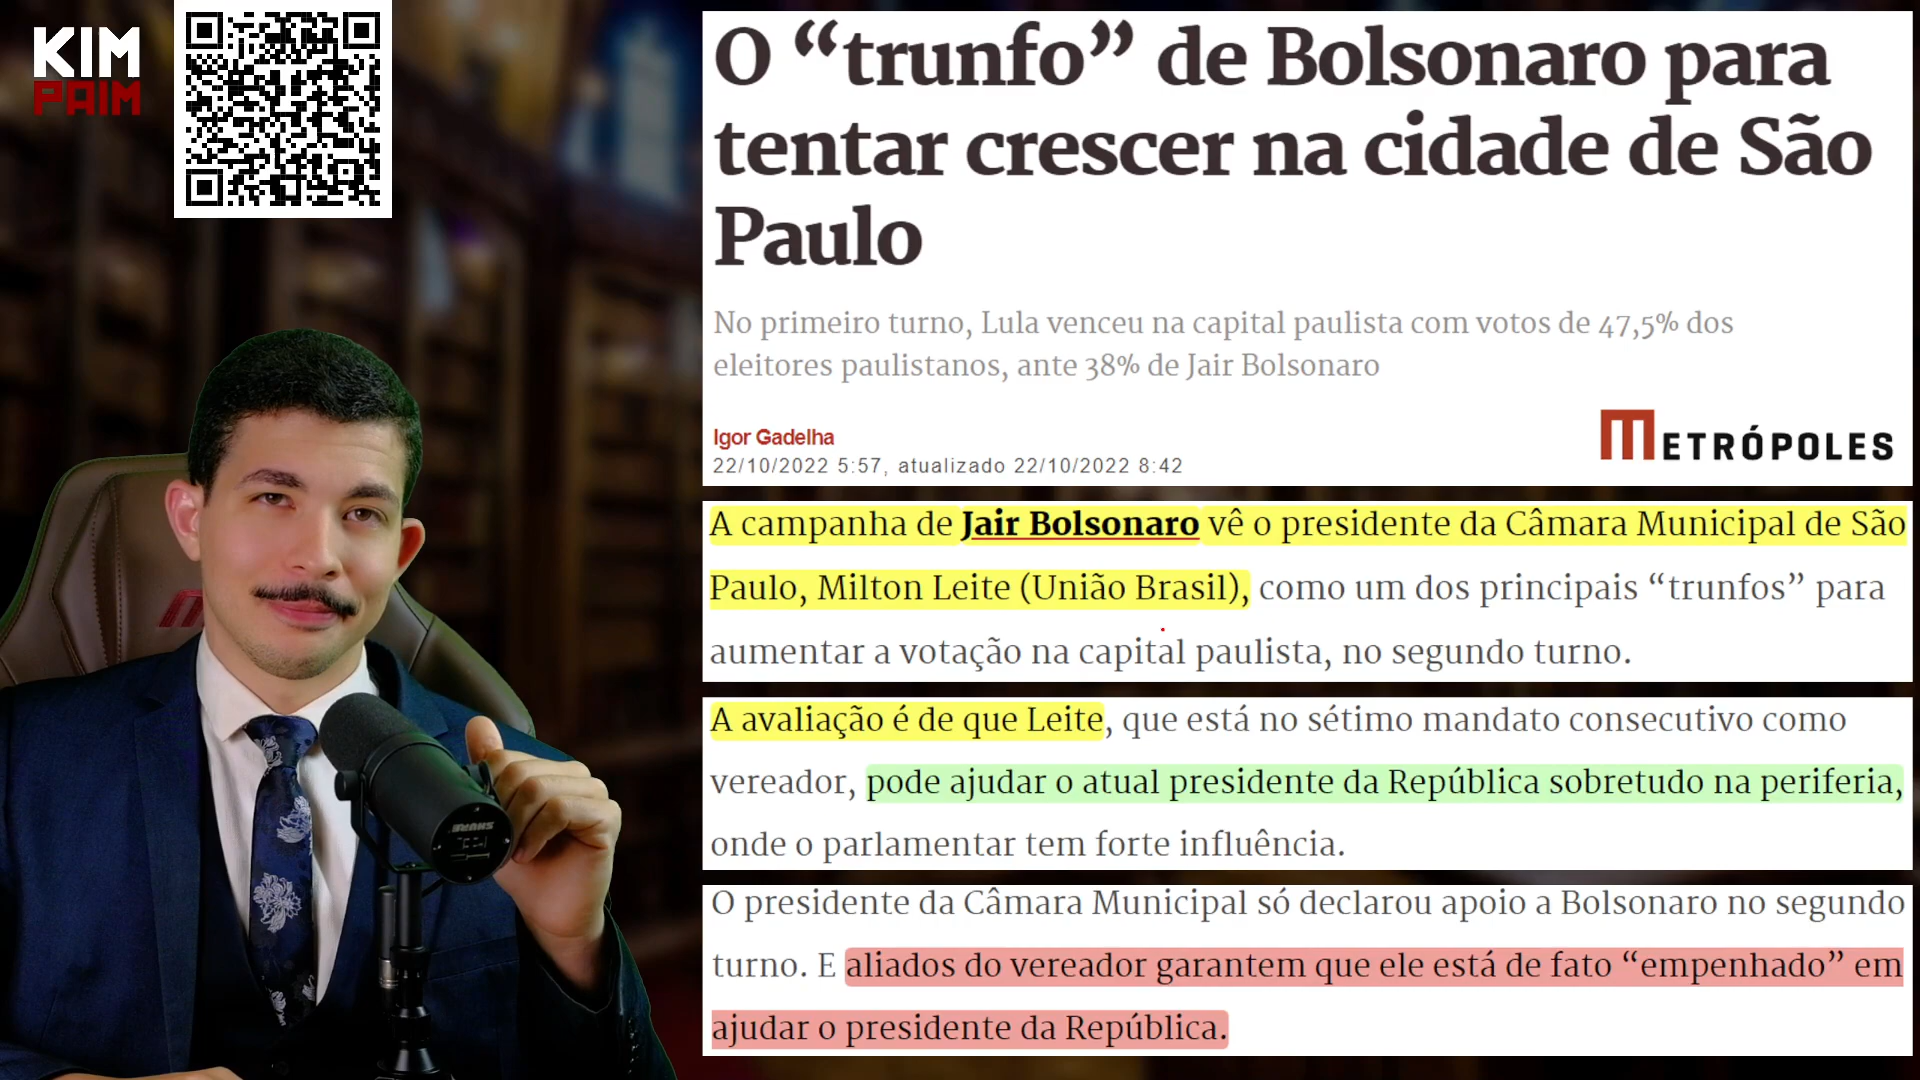 KIM
PAIM
O “trunfo” de Bolsonaro para
tentar crescer na cidade de São
Paulo
No primeiro turno, Lula venceu na capital paulista com votos de 47,5% dos
eleitores paulistanos, ante 38% de Jair Bolsonaro
Igor Gadelha
22/10/2022 5:57, atualizado 22/10/2022 8:42
METRÓPOLES
A campanha de Jair Bolsonaro vê o presidente da Câmara Municipal de São
Paulo, Milton Leite (União Brasil), como um dos principais “trunfos” para
aumentar a votação na capital paulista, no segundo turno.
A avaliação é de que Leite, que está no sétimo mandato consecutivo como
vereador, pode ajudar o atual presidente da República sobretudo na periferia,
onde o parlamentar tem forte influência.
O presidente da Câmara Municipal só declarou apoio a Bolsonaro no segundo
turno. E aliados do vereador garantem que ele está de fato “empenhado” em
ajudar o presidente da República.